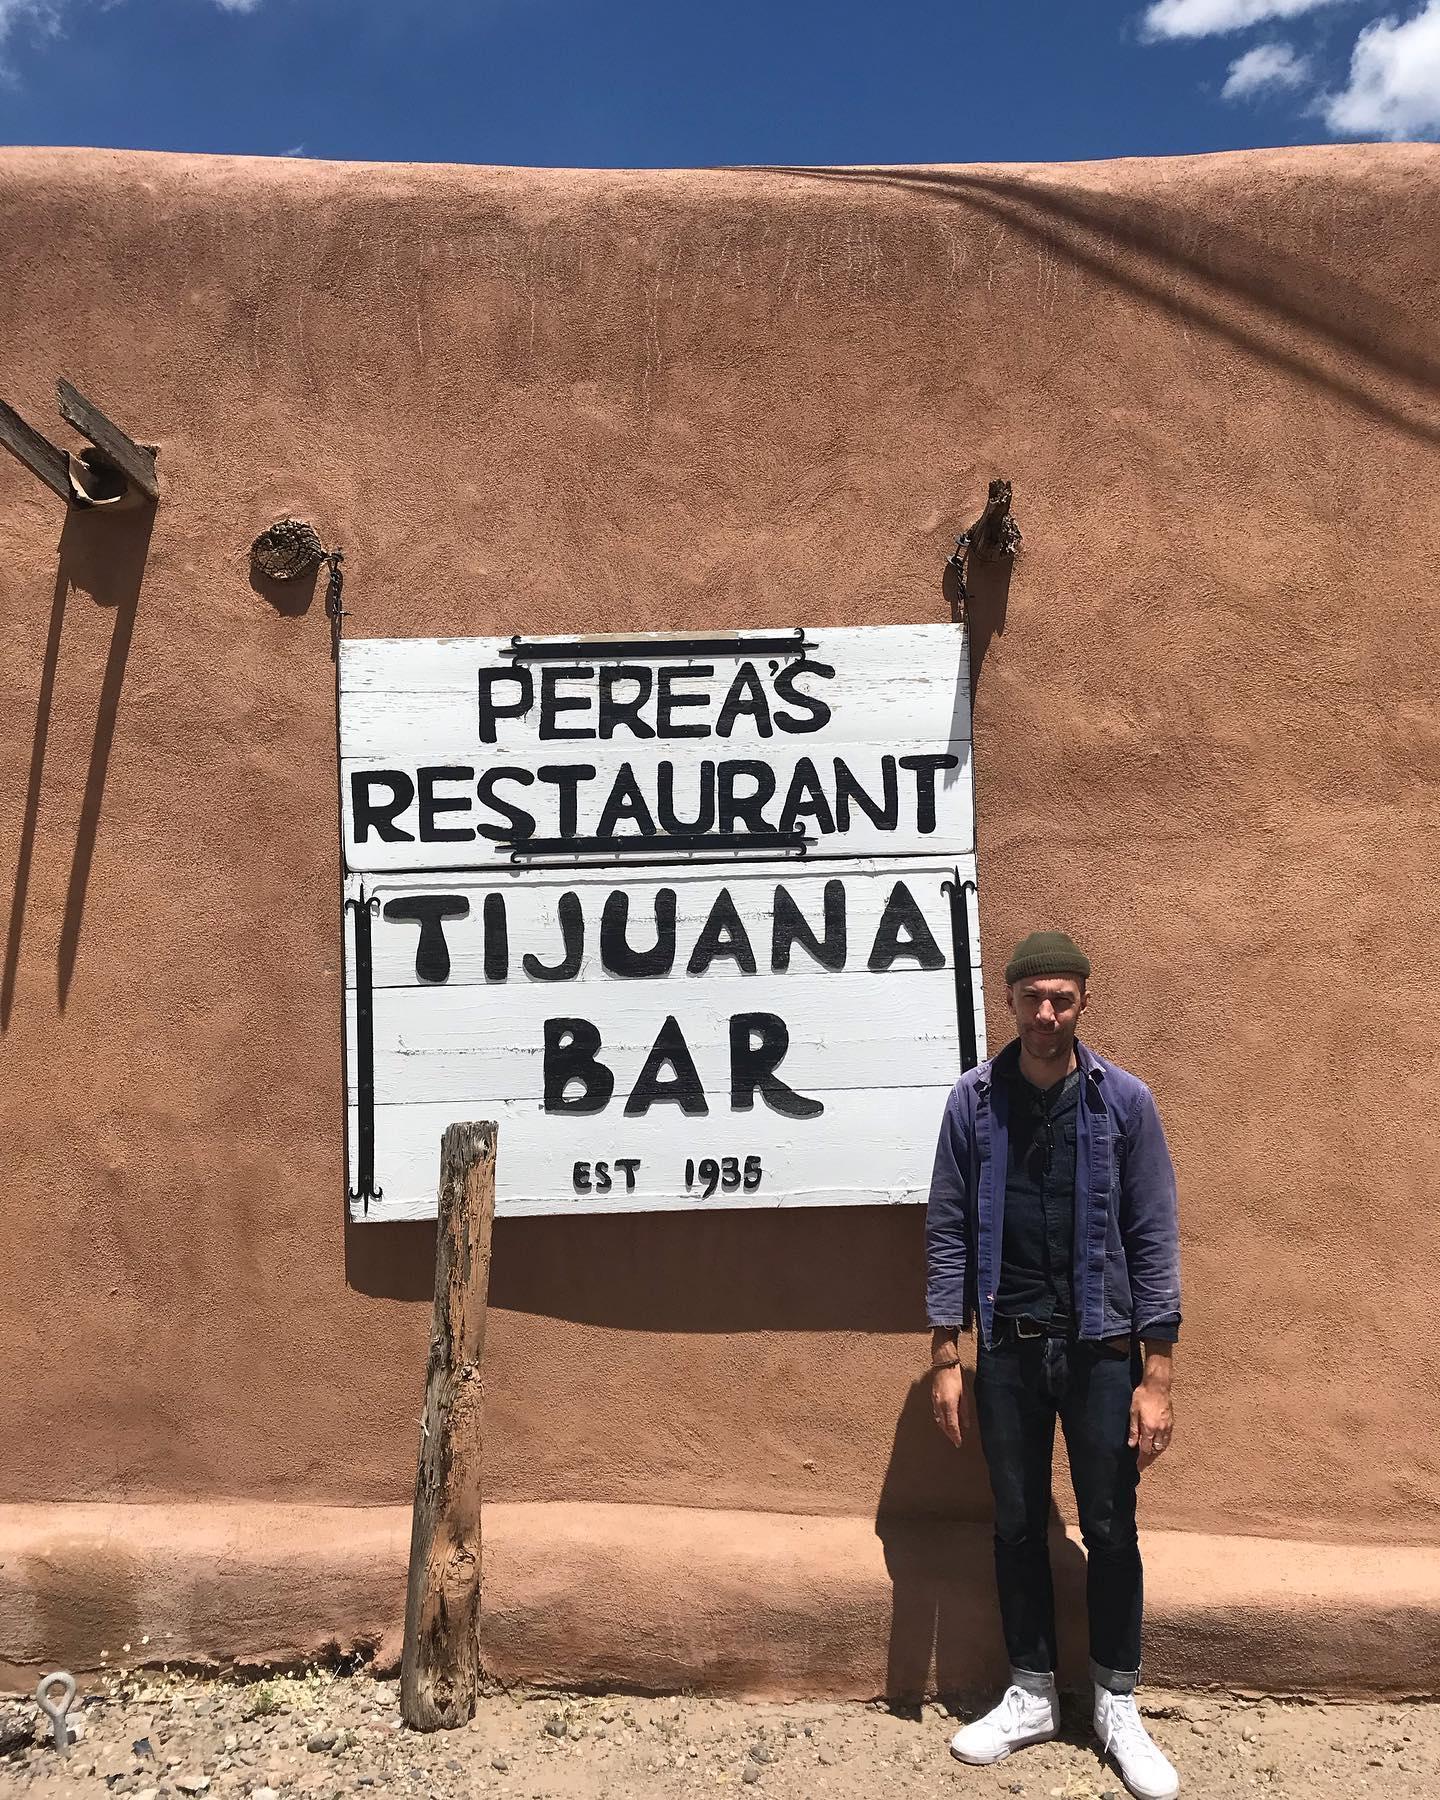 PEREA'S
RESTAURANT
TIJUANA
BAR
EST 1935